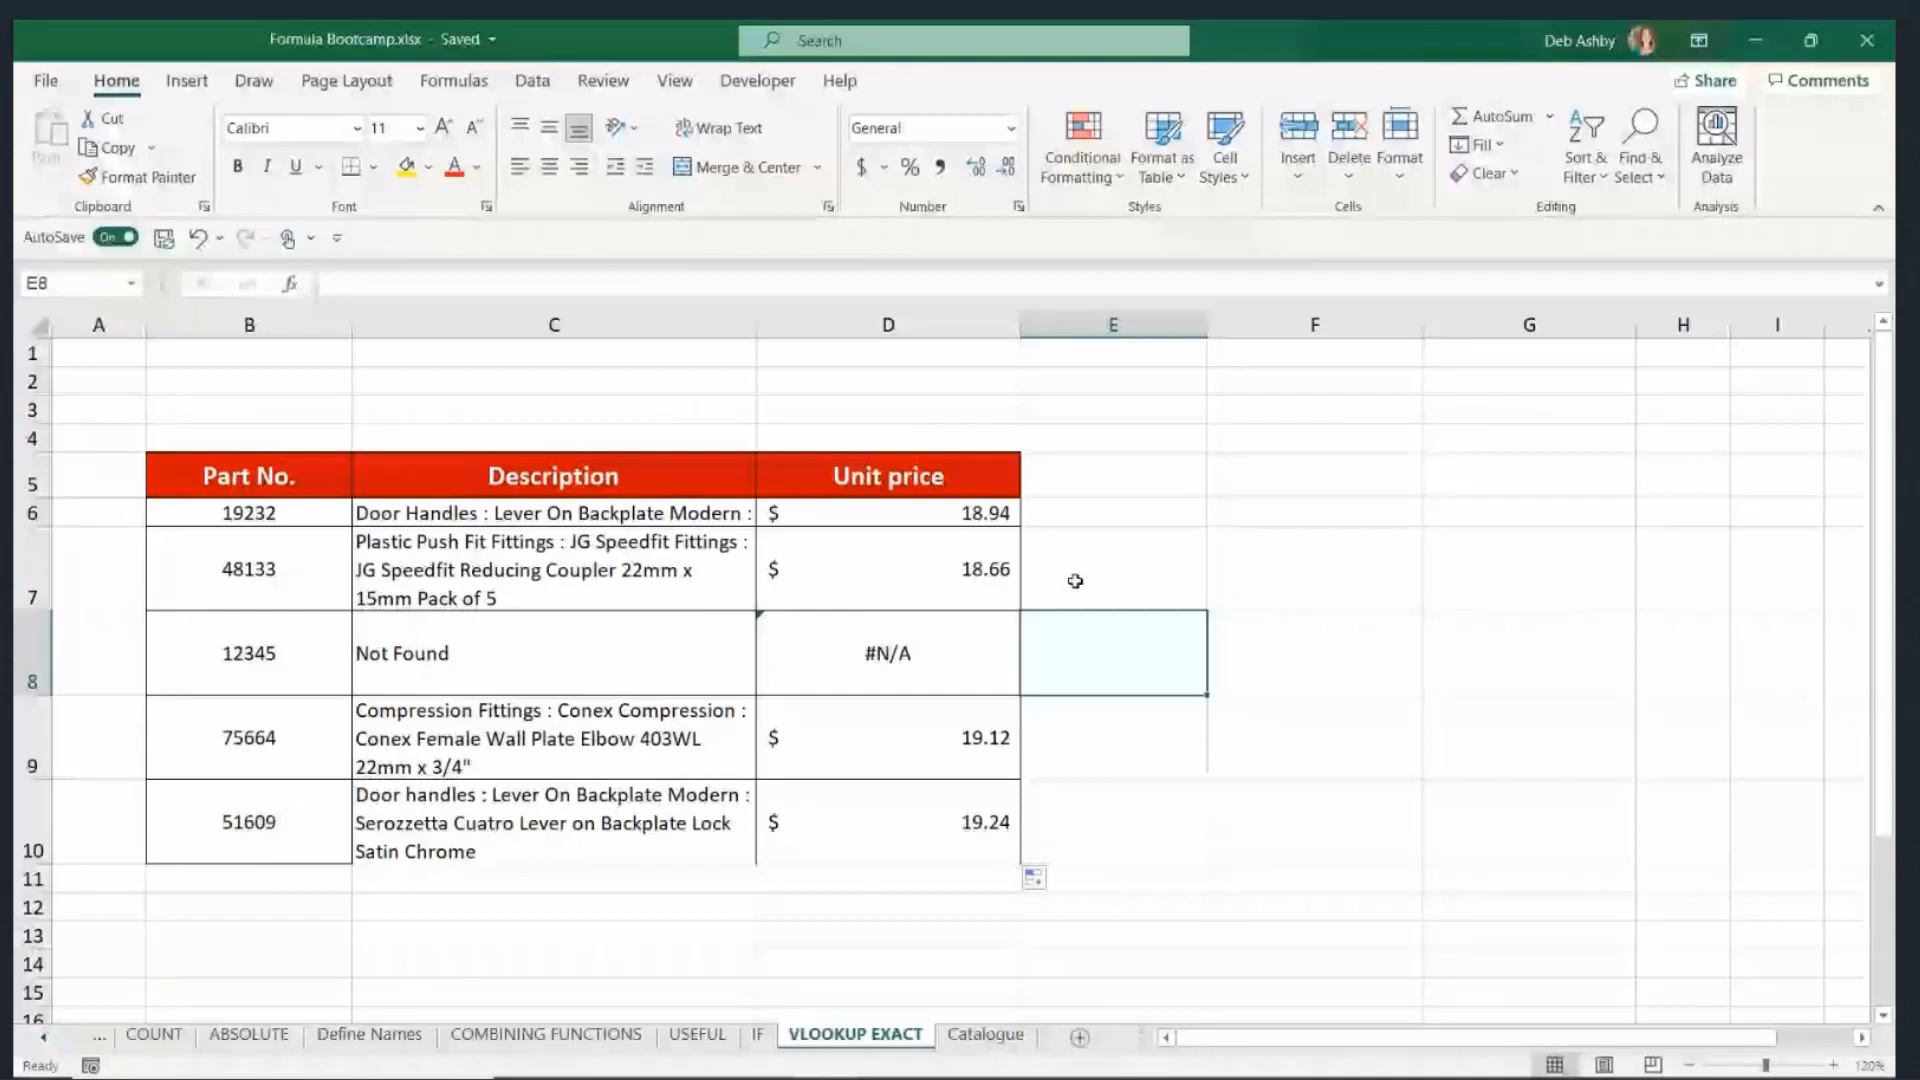 Formula Bootcamp.xlsx - Saved
Search
Deb Ashby
File Home Insert Draw Page Layout Formulas Data Review View Developer Help
Share Comments
Paste
Cut
Copy
Format Painter
Clipboard
Calibri 11
B I U
Font
Wrap Text
Merge & Center
Alignment
General
$ % ,
Number
Conditional Formatting
Format as Table
Cell Styles
Styles
Insert Delete Format
Cells
AutoSum
Fill
Clear
Sort & Filter
Find & Select
Editing
Analyze Data
Analysis
AutoSave On
E8 fx
A B C D E F G H I
1
2
3
4
5 Part No. Description Unit price
6 19232 Door Handles : Lever On Backplate Modern : $ 18.94
Plastic Push Fit Fittings : JG Speedfit Fittings :
48133 JG Speedfit Reducing Coupler 22mm x $ 18.66
7 15mm Pack of 5
12345 Not Found #N/A
8
Compression Fittings : Conex Compression :
75664 Conex Female Wall Plate Elbow 403WL $ 19.12
9 22mm x 3/4"
Door handles : Lever On Backplate Modern :
51609 Serozzetta Cuatro Lever on Backplate Lock $ 19.24
10 Satin Chrome
11
12
13
14
15
16
... COUNT ABSOLUTE Define Names COMBINING FUNCTIONS USEFUL IF VLOOKUP EXACT Catalogue
Ready 120%